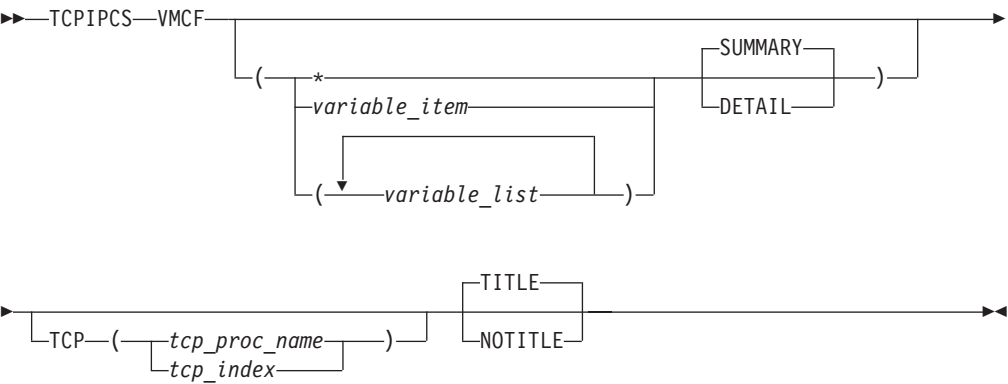 TCPIPCS VMCF
SUMMARY
( * )
variable_item DETAIL
( variable_list )
TITLE
TCP ( tcp_proc_name ) NOTITLE
tcp_index